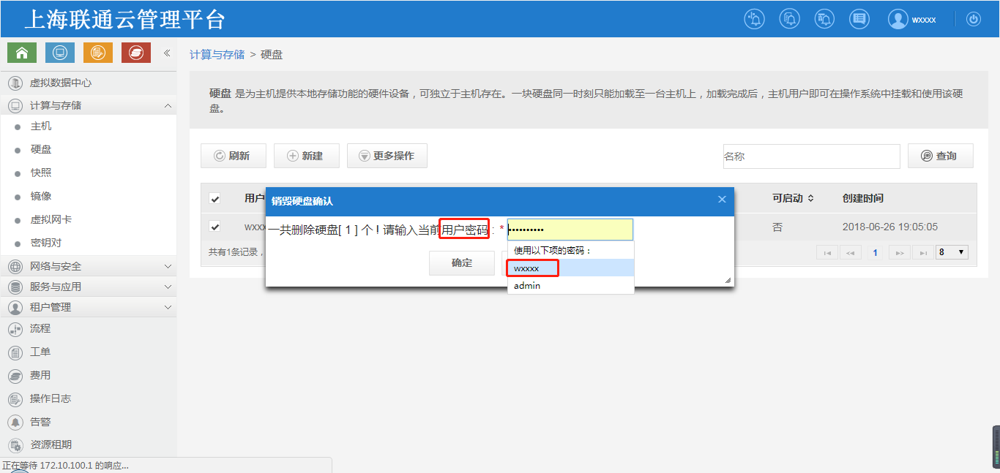 上海联通云管理平台
wxxxx
计算与存储 > 硬盘
虚拟数据中心
计算与存储
主机
硬盘
快照
镜像
虚拟网卡
密钥对
网络与安全
服务与应用
租户管理
流程
工单
费用
操作日志
告警
资源租期
硬盘 是为主机提供本地存储功能的硬件设备，可独立于主机存在。一块硬盘同一时刻只能加载至一台主机上，加载完成后，主机用户即可在操作系统中挂载和使用该硬
盘。
刷新
新建
更多操作
名称
查询
用户
可启动
创建时间
wxxx
否
2018-06-26 19:05:05
共有1条记录，
1
8
销毁硬盘确认
一共删除硬盘[ 1 ] 个！请输入当前用户密码：*
确定
使用以下项的密码：
wxxxx
admin
正在等待 172.10.100.1 的响应...